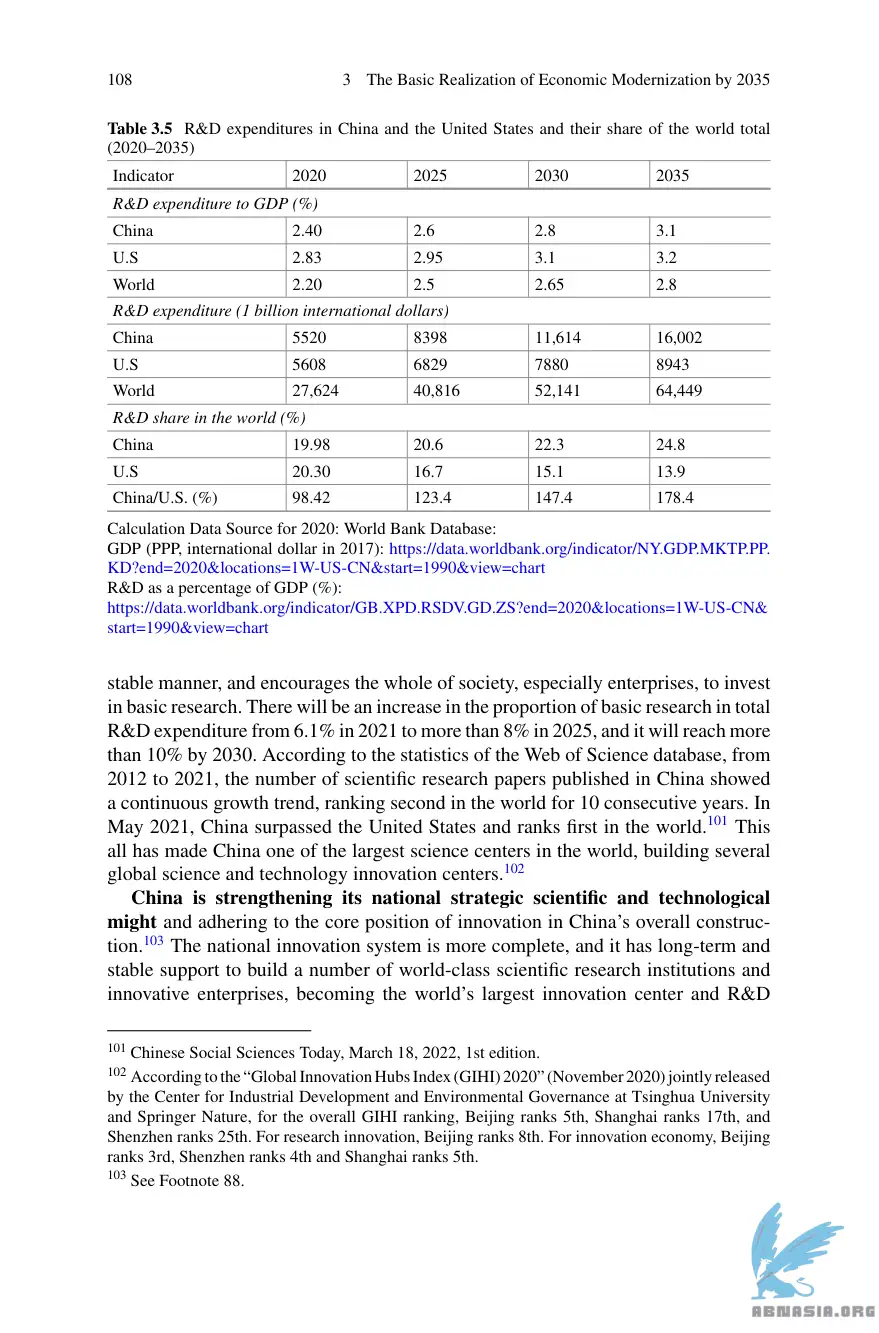 108 3 The Basic Realization of Economic Modernization by 2035
Table 3.5 R&D expenditures in China and the United States and their share of the world total
(2020–2035)
Indicator 2020 2025 2030 2035
R&D expenditure to GDP (%)
China 2.40 2.6 2.8 3.1
U.S 2.83 2.95 3.1 3.2
World 2.20 2.5 2.65 2.8
R&D expenditure (1 billion international dollars)
China 5520 8398 11,614 16,002
U.S 5608 6829 7880 8943
World 27,624 40,816 52,141 64,449
R&D share in the world (%)
China 19.98 20.6 22.3 24.8
U.S 20.30 16.7 15.1 13.9
China/U.S. (%) 98.42 123.4 147.4 178.4
Calculation Data Source for 2020: World Bank Database:
GDP (PPP, international dollar in 2017): https://data.worldbank.org/indicator/NY.GDP.MKTP.PP.
KD?end=2020&locations=1W-US-CN&start=1990&view=chart
R&D as a percentage of GDP (%):
https://data.worldbank.org/indicator/GB.XPD.RSDV.GD.ZS?end=2020&locations=1W-US-CN&
start=1990&view=chart
stable manner, and encourages the whole of society, especially enterprises, to invest
in basic research. There will be an increase in the proportion of basic research in total
R&D expenditure from 6.1% in 2021 to more than 8% in 2025, and it will reach more
than 10% by 2030. According to the statistics of the Web of Science database, from
2012 to 2021, the number of scientific research papers published in China showed
a continuous growth trend, ranking second in the world for 10 consecutive years. In
May 2021, China surpassed the United States and ranks first in the world.101 This
all has made China one of the largest science centers in the world, building several
global science and technology innovation centers.102
China is strengthening its national strategic scientific and technological
might and adhering to the core position of innovation in China's overall construc-
tion.103 The national innovation system is more complete, and it has long-term and
stable support to build a number of world-class scientific research institutions and
innovative enterprises, becoming the world's largest innovation center and R&D
101 Chinese Social Sciences Today, March 18, 2022, 1st edition.
102 According to the "Global Innovation Hubs Index (GIHI) 2020" (November 2020) jointly released
by the Center for Industrial Development and Environmental Governance at Tsinghua University
and Springer Nature, for the overall GIHI ranking, Beijing ranks 5th, Shanghai ranks 17th, and
Shenzhen ranks 25th. For research innovation, Beijing ranks 8th. For innovation economy, Beijing
ranks 3rd, Shenzhen ranks 4th and Shanghai ranks 5th.
103 See Footnote 88.
ABNASIA.ORG